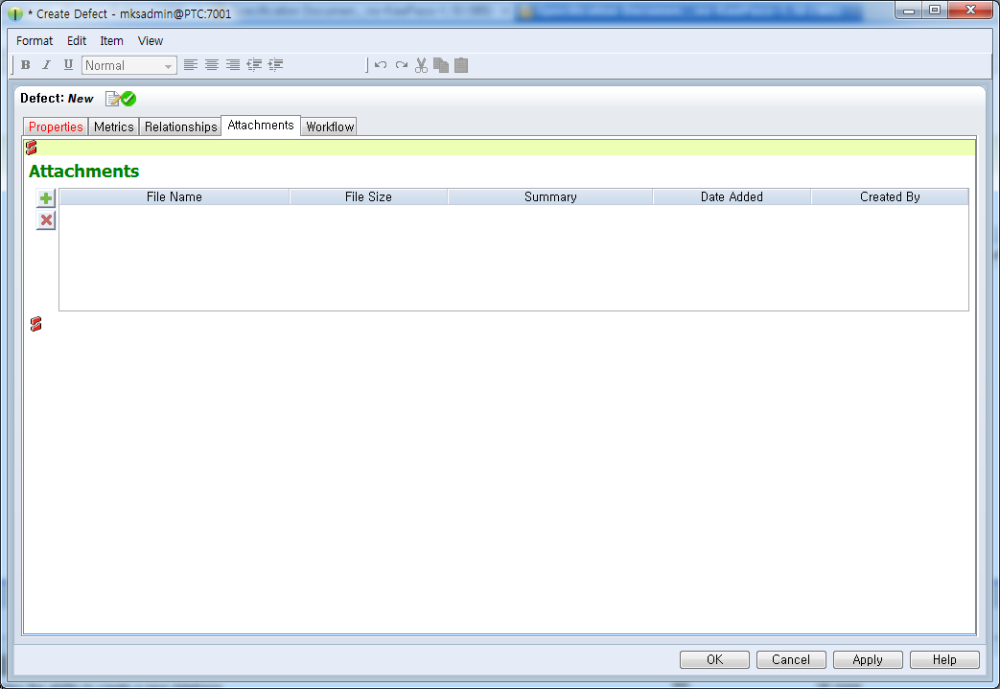 * Create Defect - mksadmin@PTC:7001
Format Edit Item View
B I U Normal
Defect: New
Properties Metrics Relationships Attachments Workflow
Attachments
File Name File Size Summary Date Added Created By
OK Cancel Apply Help